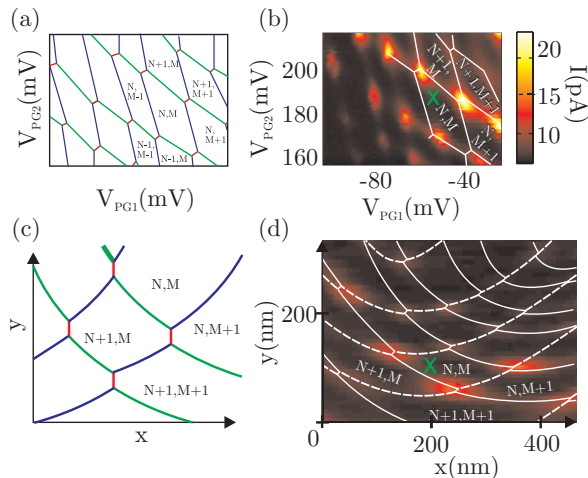 (a)
V_PG2(mV)
N+1,M
N,
M-1
N+1,
M+1
N,M
N,
M+1
N-1,
M-1
N-1,M
V_PG1(mV)
(b)
V_PG2(mV)
200
180
160
N+1,
M
N+1,M+1
N,M
N,
M+1
X
-80
-40
V_PG1(mV)
20
15
10
I(pA)
(c)
y
N,M
N+1,M
N,M+1
N+1,M+1
x
(d)
y(nm)
200
X
N+1,M
N,M
N,M+1
N+1,M+1
0
200
400
x(nm)